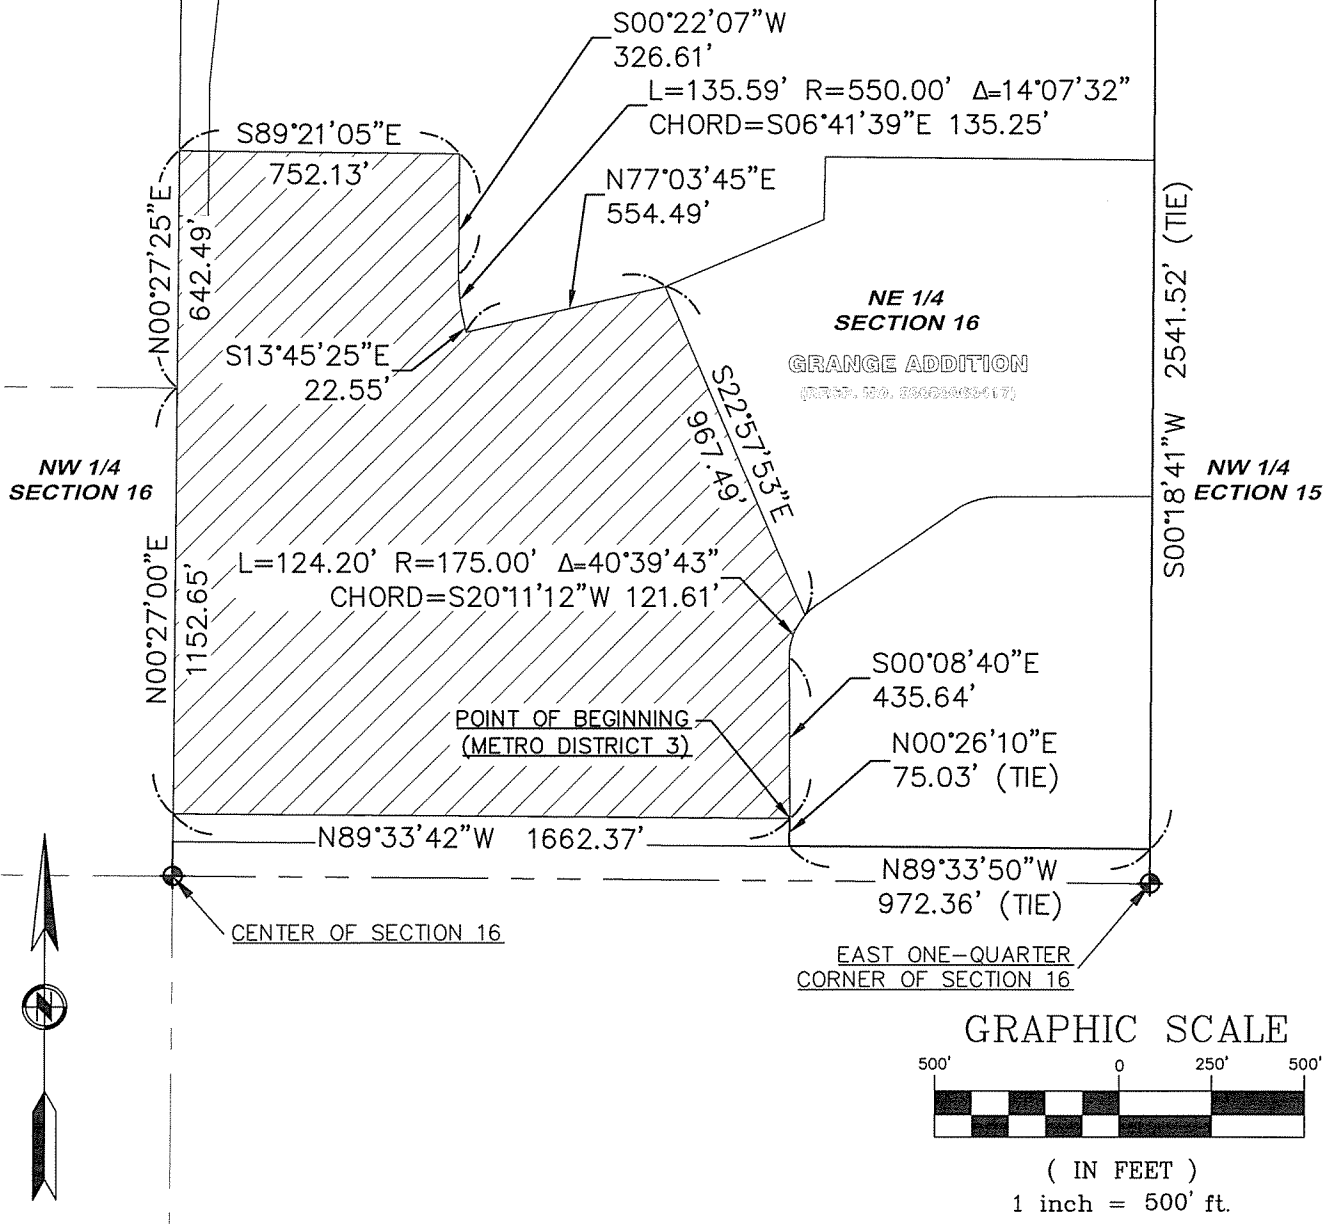 S00°22'07"W
326.61'
L=135.59' R=550.00' Δ=14°07'32"
CHORD=S06°41'39"E 135.25'
S89°21'05"E
752.13'
N77°03'45"E
554.49'
N00°27'25"E
642.49'
S00°18'41"W 2541.52' (TIE)
NE 1/4
SECTION 16
GRANGE ADDITION
S13°45'25"E
22.55'
S22°57'53"E
967.49'
NW 1/4
SECTION 16
NW 1/4
ECTION 15
N00°27'00"E
1152.65'
L=124.20' R=175.00' Δ=40°39'43"
CHORD=S20°11'12"W 121.61'
S00°08'40"E
435.64'
POINT OF BEGINNING
(METRO DISTRICT 3)
N00°26'10"E
75.03' (TIE)
N89°33'42"W 1662.37'
N89°33'50"W
972.36' (TIE)
CENTER OF SECTION 16
EAST ONE-QUARTER
CORNER OF SECTION 16
N
GRAPHIC SCALE
500' 0 250' 500'
( IN FEET )
1 inch = 500' ft.